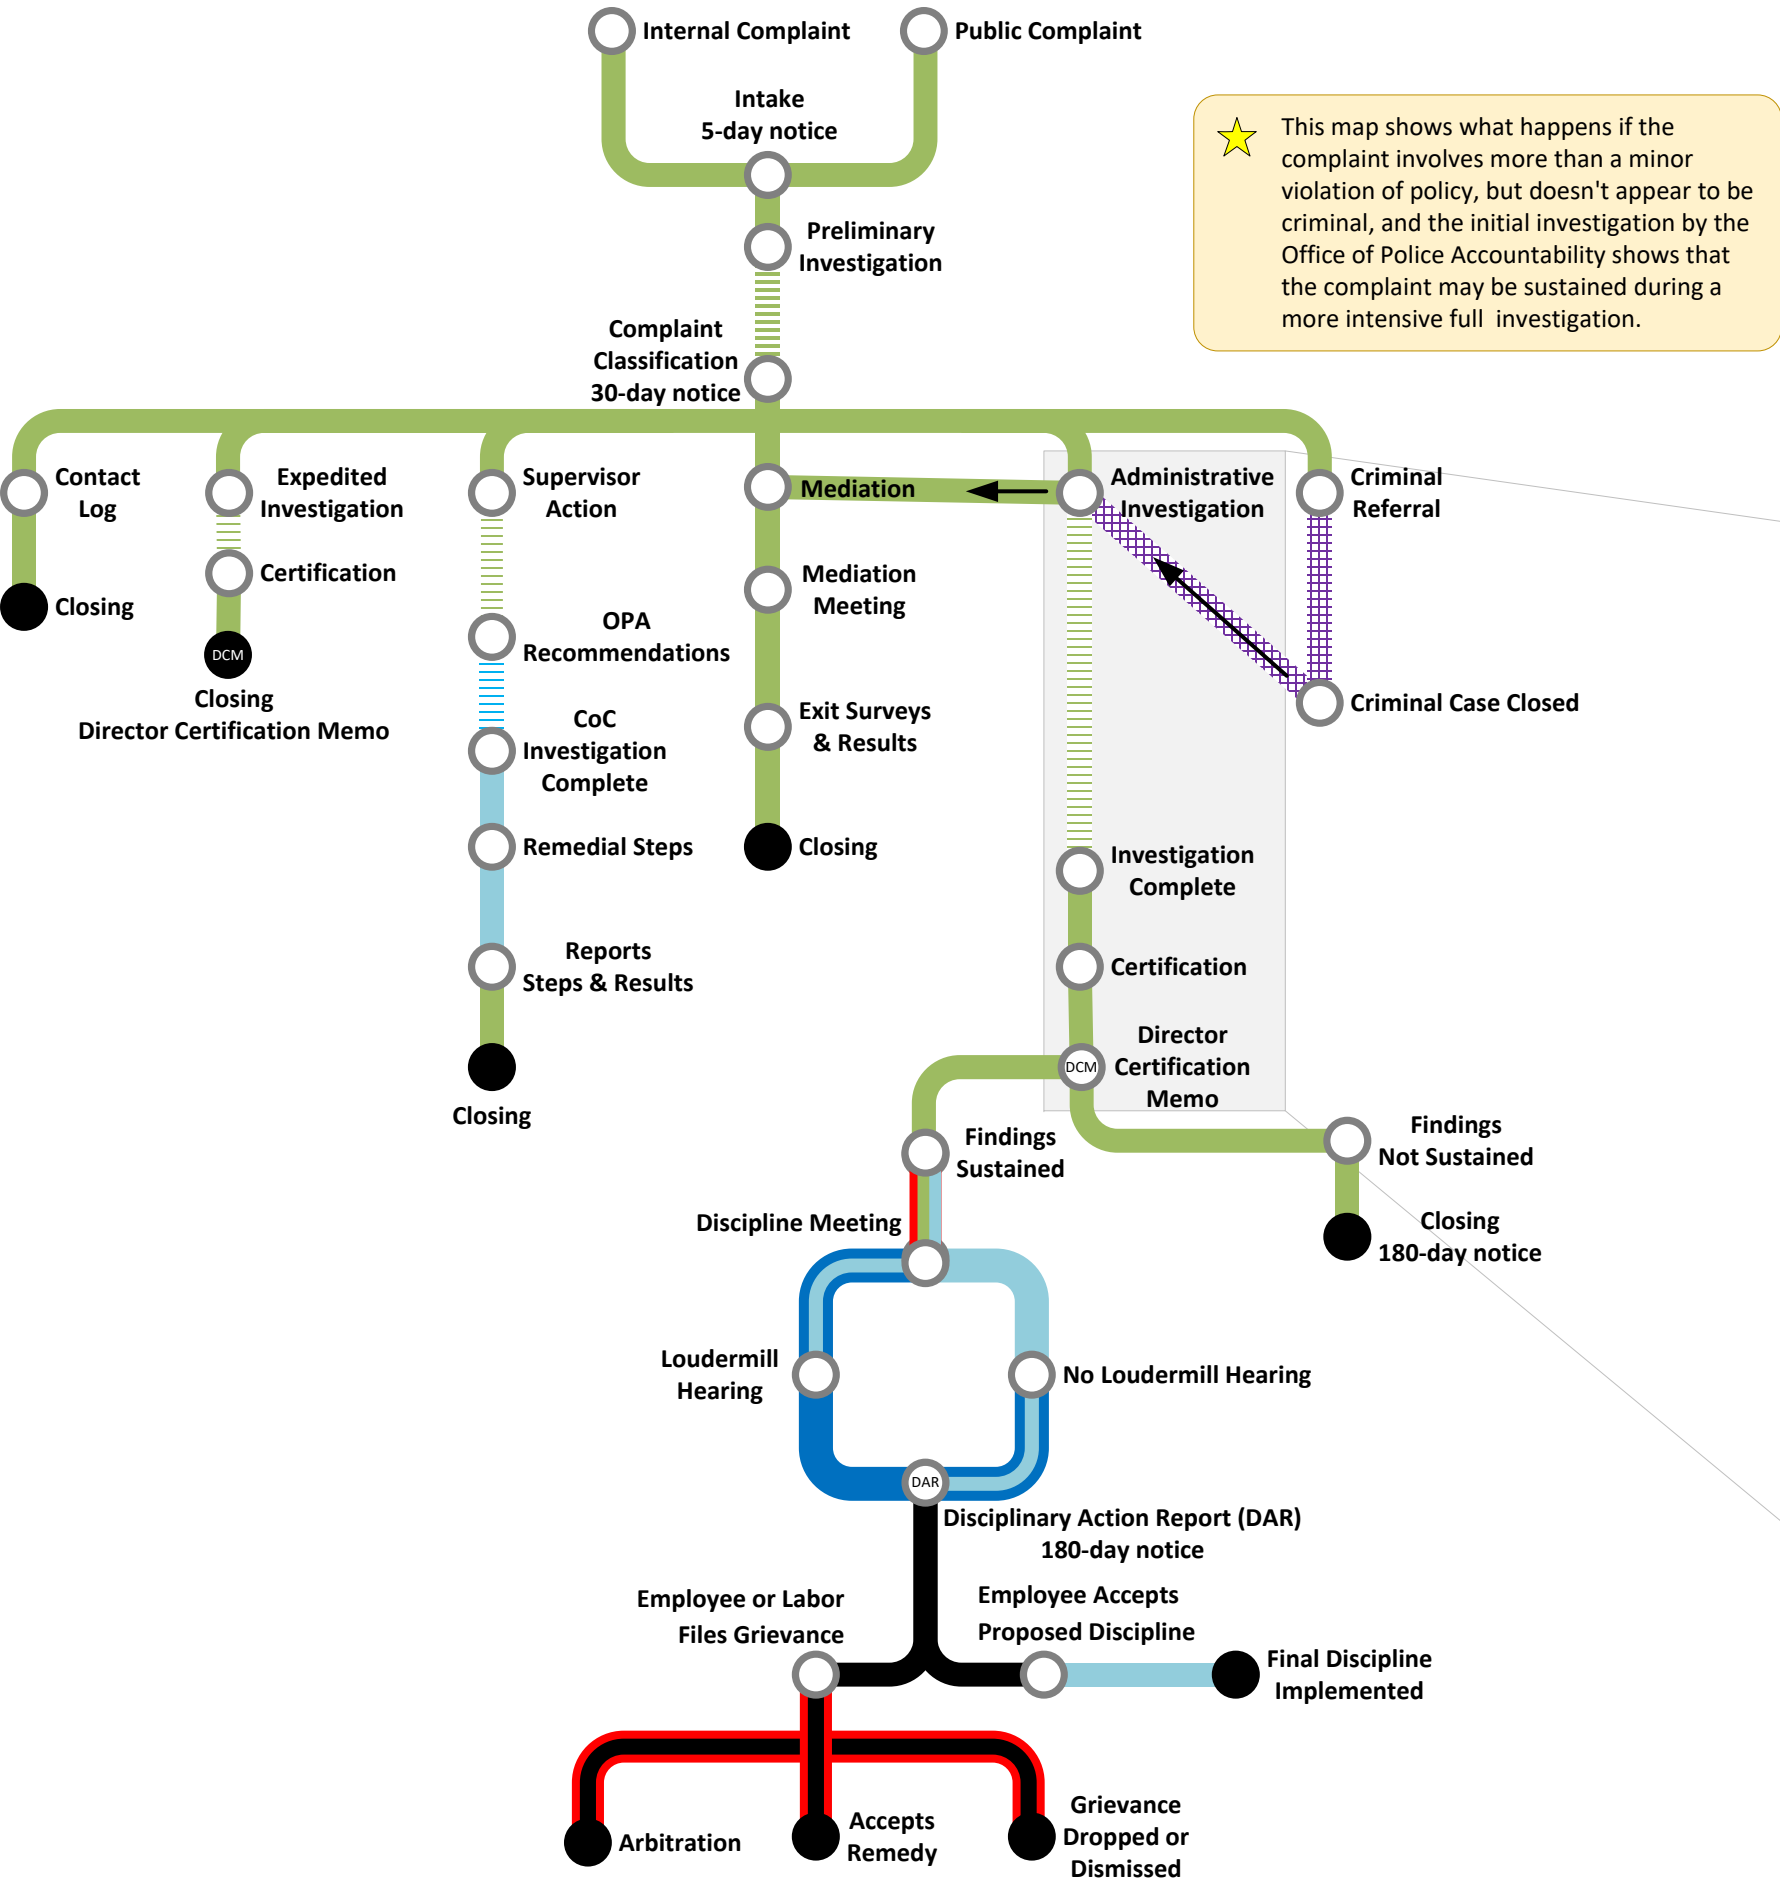 Internal Complaint
Public Complaint
Intake
5-day notice
This map shows what happens if the
complaint involves more than a minor
violation of policy, but doesn't appear to be
criminal, and the initial investigation by the
Office of Police Accountability shows that
the complaint may be sustained during a
more intensive full investigation.
Preliminary
Investigation
Complaint
Classification
30-day notice
Contact
Log
Expedited
Investigation
Supervisor
Action
Mediation
Administrative
Investigation
Criminal
Referral
Closing
Certification
DCM
Closing
Director Certification Memo
OPA
Recommendations
CoC
Investigation
Complete
Remedial Steps
Reports
Steps & Results
Closing
Mediation
Meeting
Exit Surveys
& Results
Closing
Criminal Case Closed
Investigation
Complete
Certification
DCM
Director
Certification
Memo
Findings
Sustained
Findings
Not Sustained
Closing
180-day notice
Discipline Meeting
Loudermill
Hearing
No Loudermill Hearing
DAR
Disciplinary Action Report (DAR)
180-day notice
Employee or Labor
Files Grievance
Employee Accepts
Proposed Discipline
Final Discipline
Implemented
Arbitration
Accepts
Remedy
Grievance
Dropped or
Dismissed